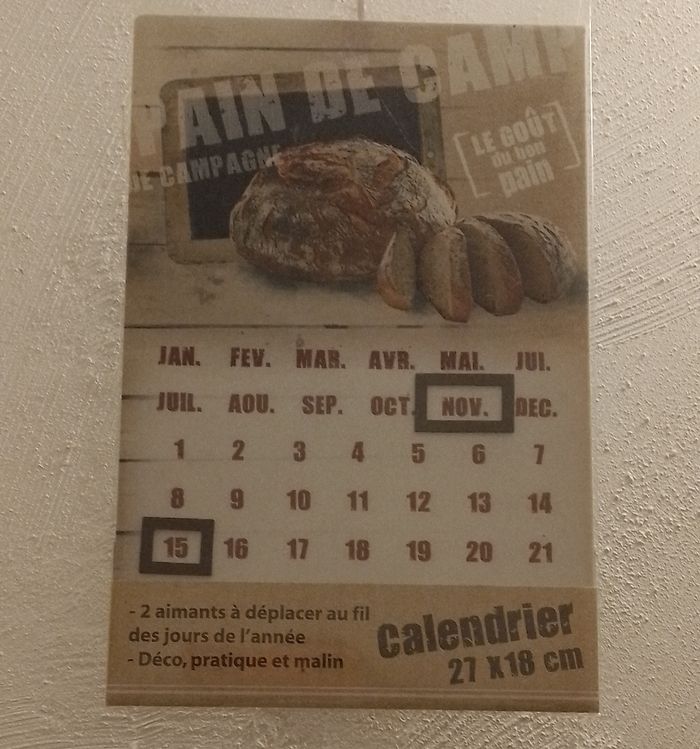 PAIN DE CAMP
DE CAMPAGNE
LE GOÛT
du bon
pain
JAN. FEV. MAR. AVR. MAI. JUI.
JUIL. AOU. SEP. OCT. NOV. DEC.
1 2 3 4 5 6 7
8 9 10 11 12 13 14
15 16 17 18 19 20 21
- 2 aimants à déplacer au fil
des jours de l'année
- Déco, pratique et malin
calendrier
27 x 18 cm